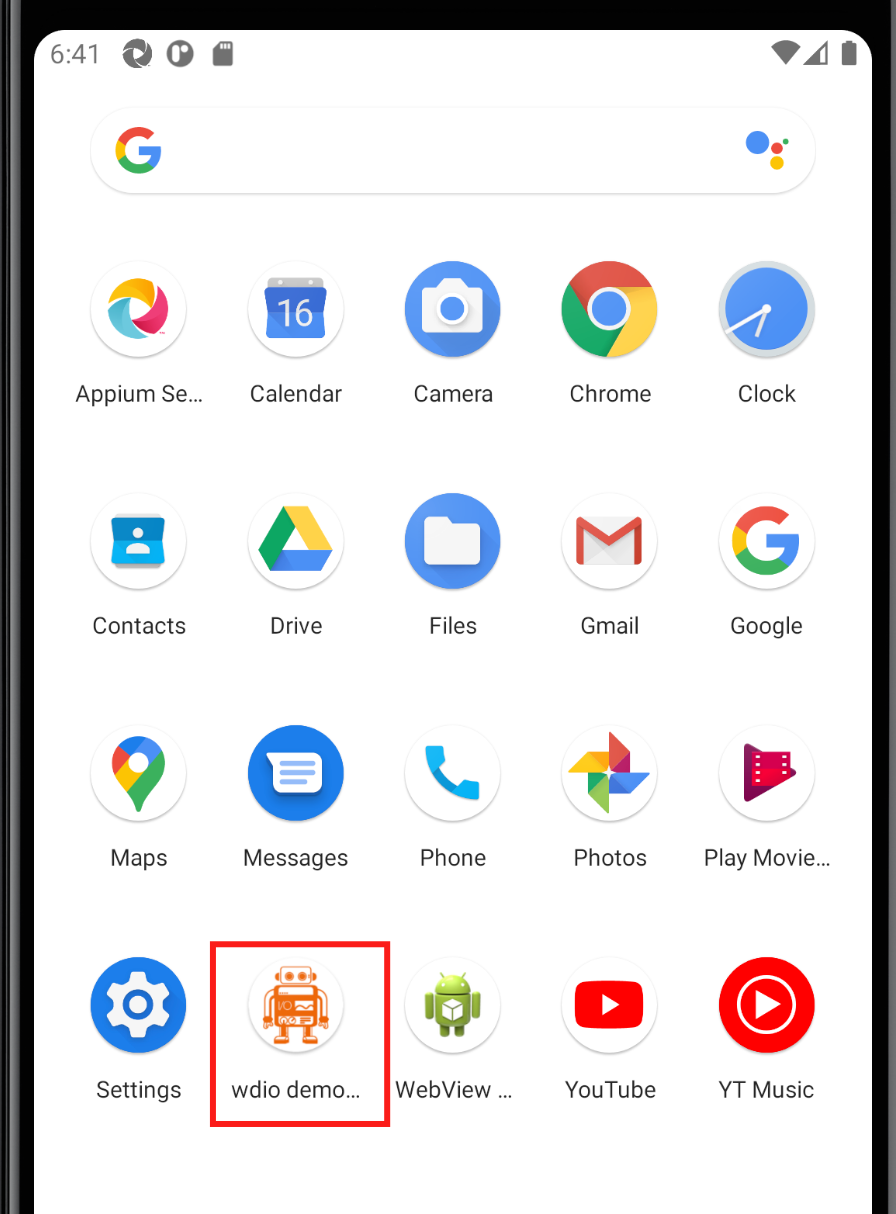 6:41
16
Appium Se... Calendar Camera Chrome Clock
Contacts Drive Files Gmail Google
Maps Messages Phone Photos Play Movie...
I/O
Settings wdio demo... WebView ... YouTube YT Music